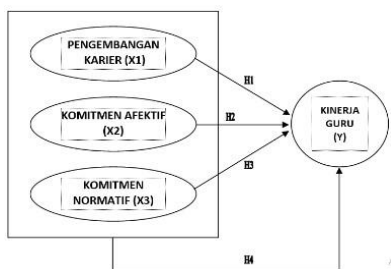 PENGEMBANGAN
KARIER (X1)
H1
KOMITMEN AFEKTIF
(X2)
H2
KINERJA
GURU
(Y)
H3
KOMITMEN
NORMATIF (X3)
H4